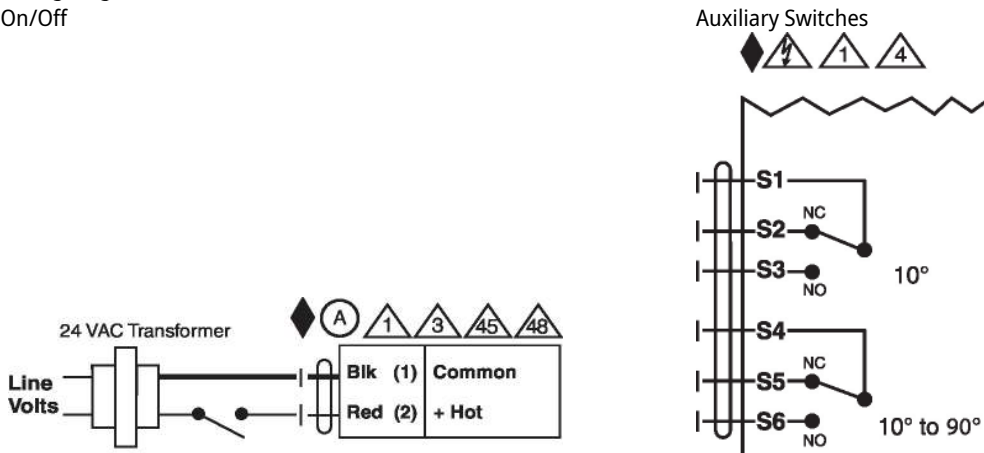 On/Off
24 VAC Transformer
Line
Volts
A
1
3
45
48
Blk (1) Common
Red (2) + Hot
Auxiliary Switches
1
4
S1
S2
NC
S3
NO
10°
S4
S5
NC
S6
NO
10° to 90°